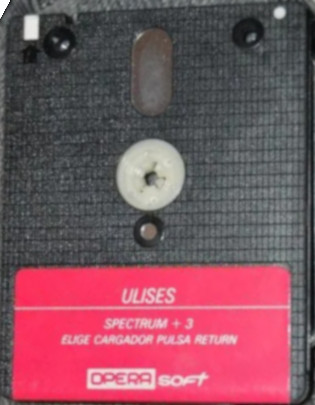 ULISES
SPECTRUM + 3
ELIGE CARGADOR PULSA RETURN
OPERA SOFT